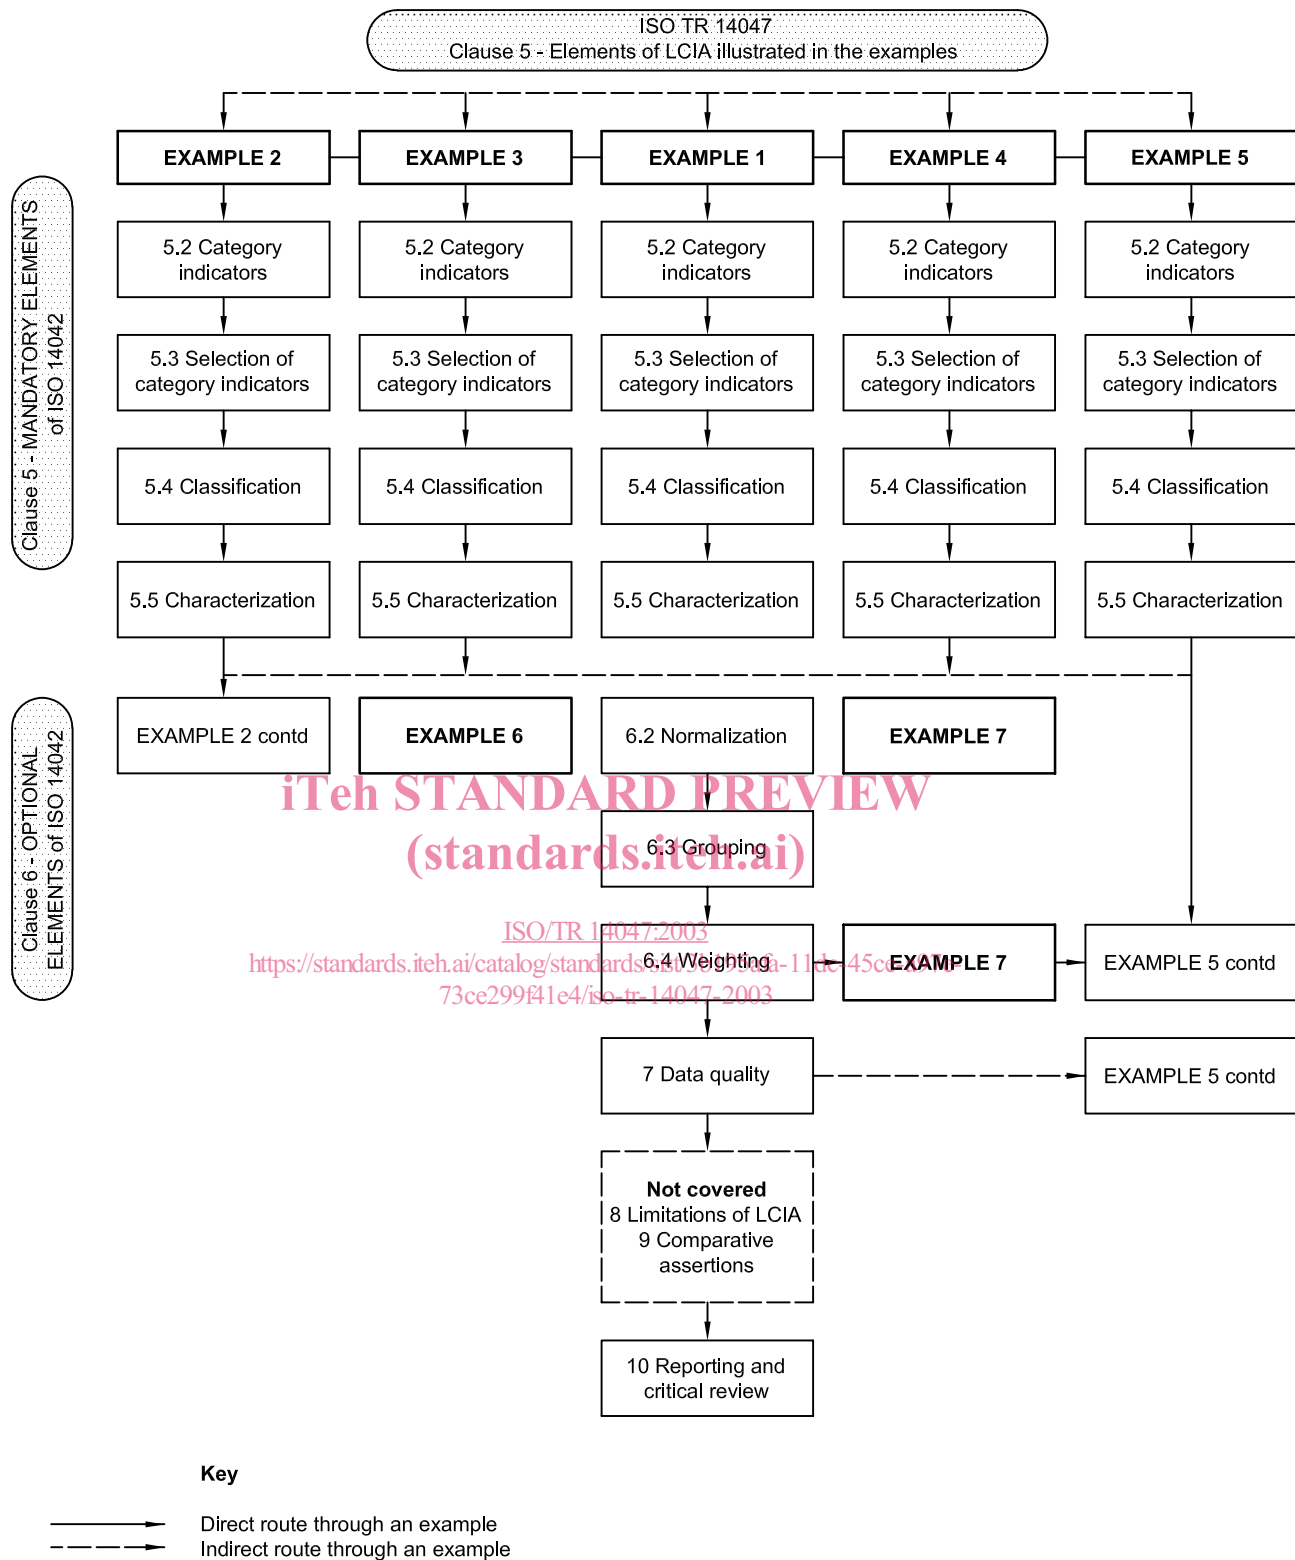 ISO TR 14047
Clause 5 - Elements of LCIA illustrated in the examples
EXAMPLE 2
EXAMPLE 3
EXAMPLE 1
EXAMPLE 4
EXAMPLE 5
Clause 5 - MANDATORY ELEMENTS
of ISO 14042
5.2 Category
indicators
5.2 Category
indicators
5.2 Category
indicators
5.2 Category
indicators
5.2 Category
indicators
5.3 Selection of
category indicators
5.3 Selection of
category indicators
5.3 Selection of
category indicators
5.3 Selection of
category indicators
5.3 Selection of
category indicators
5.4 Classification
5.4 Classification
5.4 Classification
5.4 Classification
5.4 Classification
5.5 Characterization
5.5 Characterization
5.5 Characterization
5.5 Characterization
5.5 Characterization
Clause 6 - OPTIONAL
ELEMENTS of ISO 14042
EXAMPLE 2 contd
EXAMPLE 6
6.2 Normalization
EXAMPLE 7
iTeh STANDARD PREVIEW
(standards.iteh.ai)
6.3 Grouping
ISO/TR 14047:2003
https://standards.iteh.ai/catalog/standards/
73ce299f41e4/iso-tr-14047-2003
6.4 Weighting
EXAMPLE 7
EXAMPLE 5 contd
7 Data quality
EXAMPLE 5 contd
Not covered
8 Limitations of LCIA
9 Comparative
assertions
10 Reporting and
critical review
Key
Direct route through an example
Indirect route through an example